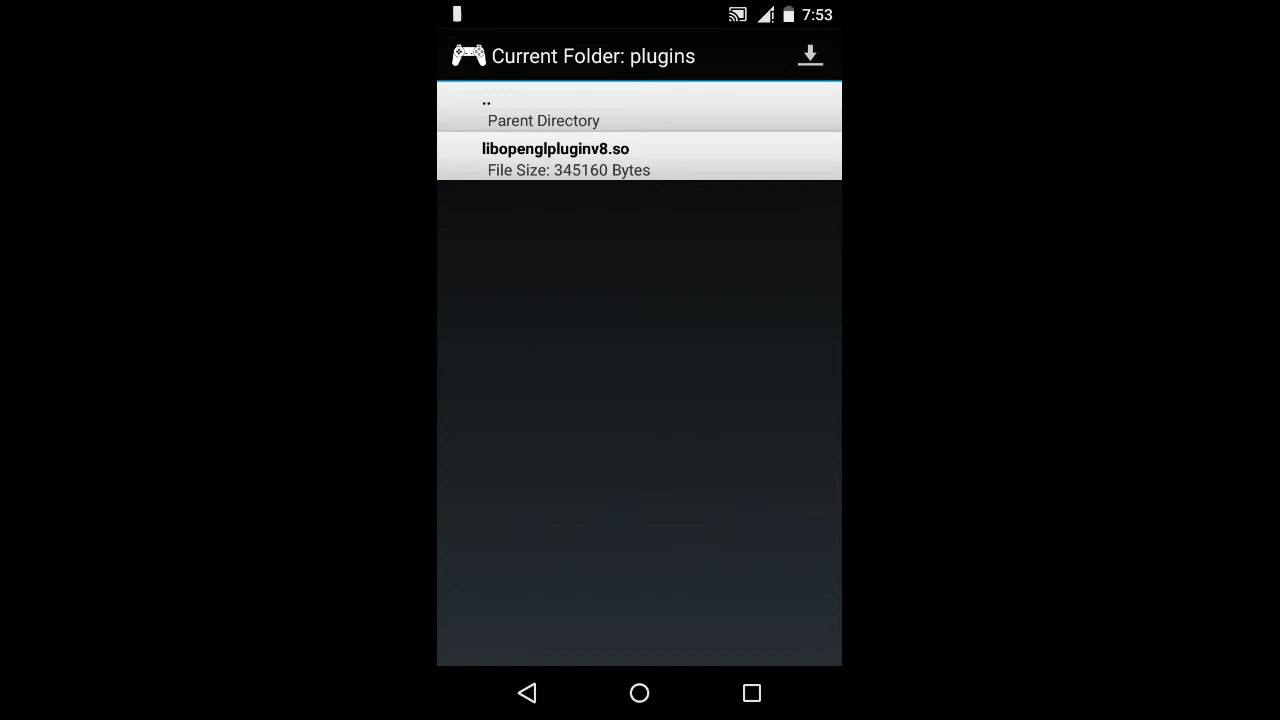 7:53
Current Folder: plugins
..
Parent Directory
libopenglpluginv8.so
File Size: 345160 Bytes